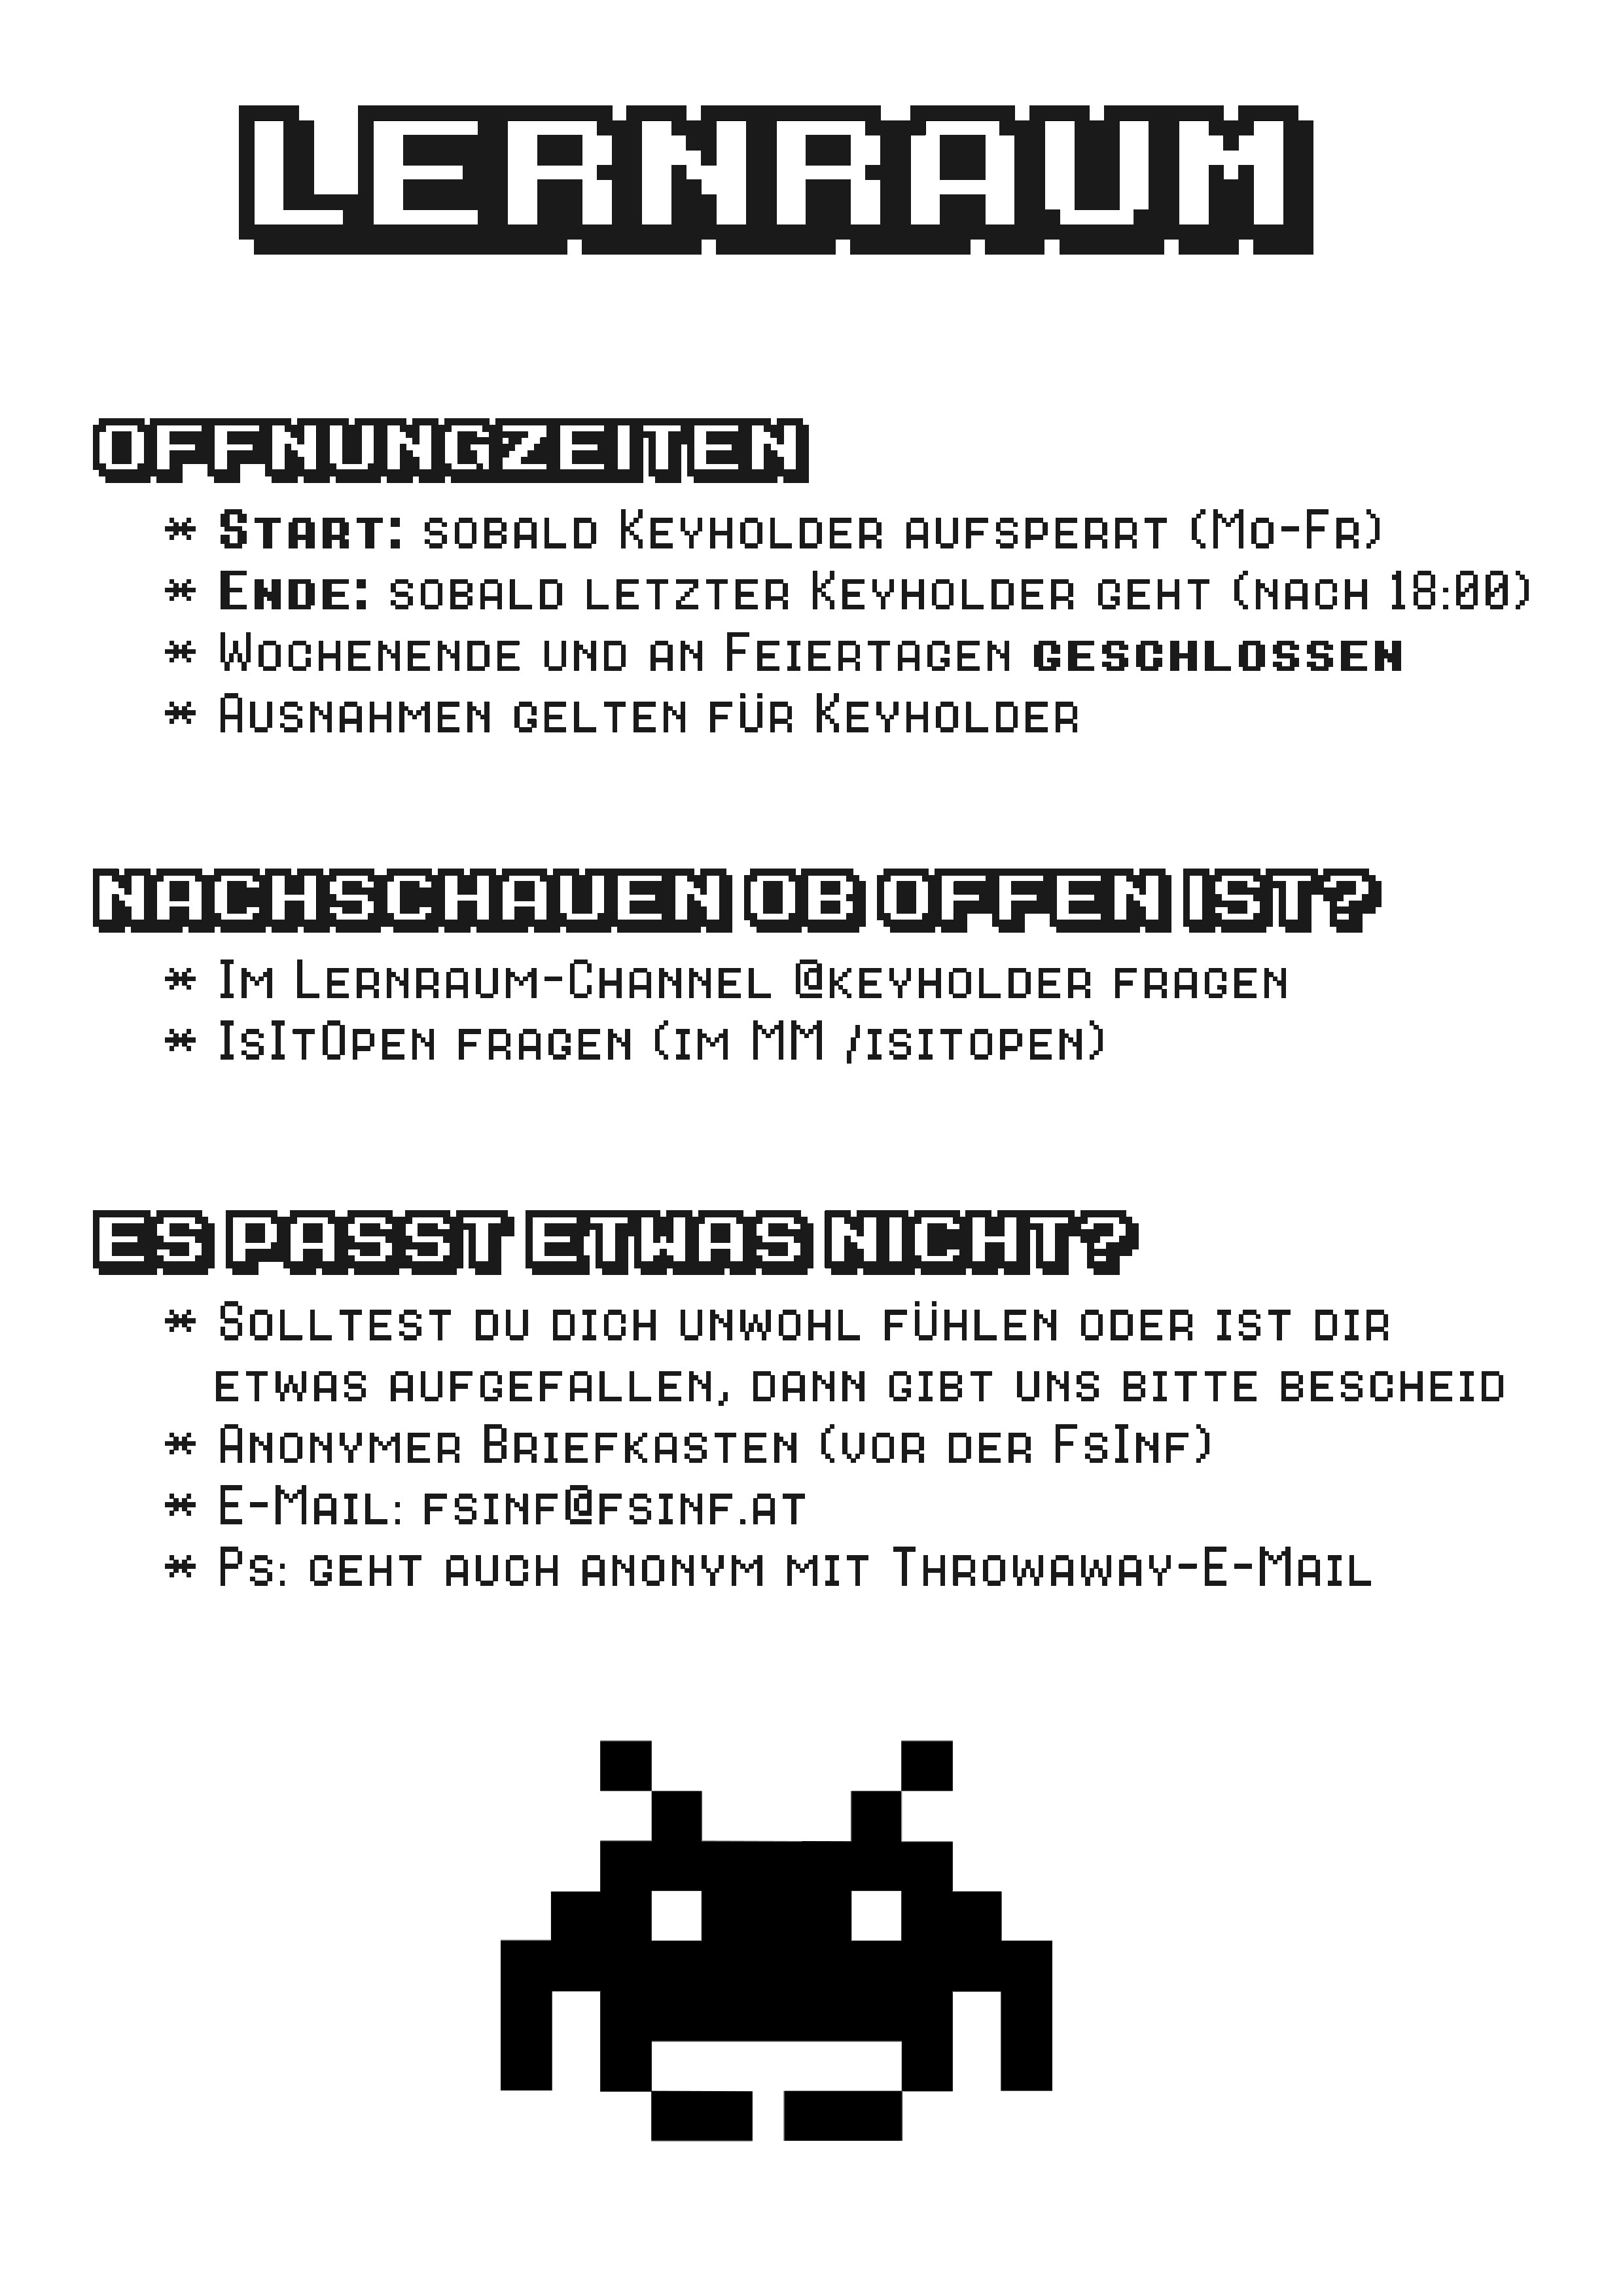 LERNRAUM
OFFNUNGZEITEN
* Start: sobald Keyholder aufsperrt (Mo-Fr)
* Ende: sobald letzter Keyholder geht (nach 18:00)
* Wochenende und an Feiertagen geschlossen
* Ausnahmen gelten für Keyholder
NACHSCHAUEN OB OFFEN IST?
* Im Lernraum-Channel @keyholder fragen
* IsItOpen fragen (im MM /isitopen)
ES PASST ETWAS NICHT?
* Solltest du dich unwohl fühlen oder ist dir
etwas aufgefallen, dann gibt uns bitte bescheid
* Anonymer Briefkasten (vor der FsInf)
* E-Mail: fsinf@fsinf.at
* Ps: geht auch anonym mit Throwaway-E-Mail